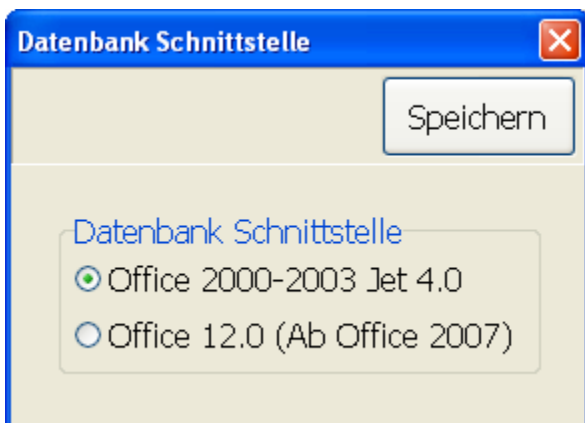 Datenbank Schnittstelle
Speichern
Datenbank Schnittstelle
Office 2000-2003 Jet 4.0
Office 12.0 (Ab Office 2007)